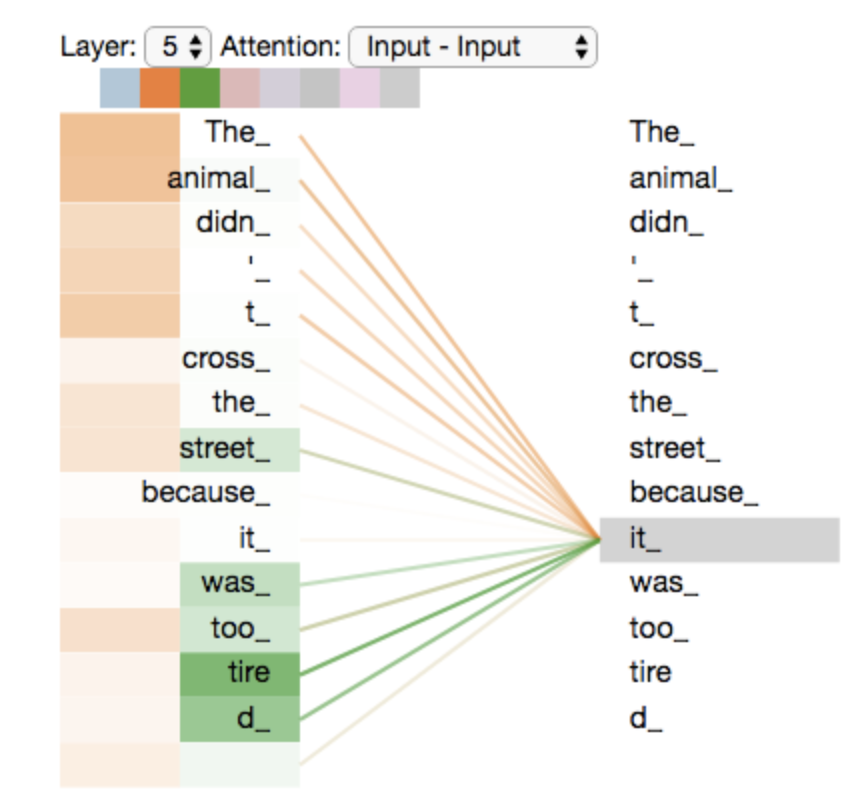 Layer: 5 Attention: Input - Input
The_ The_
animal_ animal_
didn_ didn_
'_ '_
t_ t_
cross_ cross_
the_ the_
street_ street_
because_ because_
it_ it_
was_ was_
too_ too_
tire tire
d_ d_